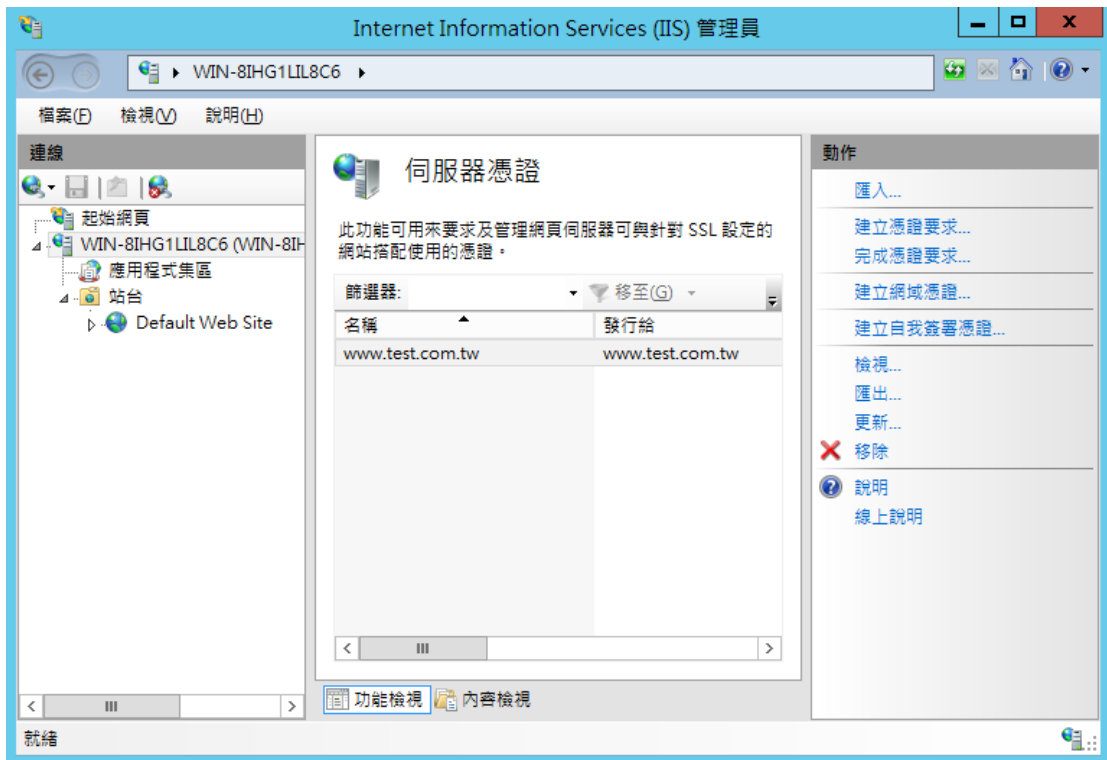 Internet Information Services (IIS) 管理員
WIN-8IHG1LIL8C6
檔案(F) 檢視(V) 說明(H)
連線
起始網頁
WIN-8IHG1LIL8C6 (WIN-8IH
應用程式集區
站台
Default Web Site
伺服器憑證
此功能可用來要求及管理網頁伺服器可與針對 SSL 設定的
網站搭配使用的憑證。
篩選器: 移至(G)
名稱 發行給
www.test.com.tw www.test.com.tw
功能檢視 內容檢視
動作
匯入...
建立憑證要求...
完成憑證要求...
建立網域憑證...
建立自我簽署憑證...
檢視...
匯出...
更新...
移除
說明
線上說明
就緒